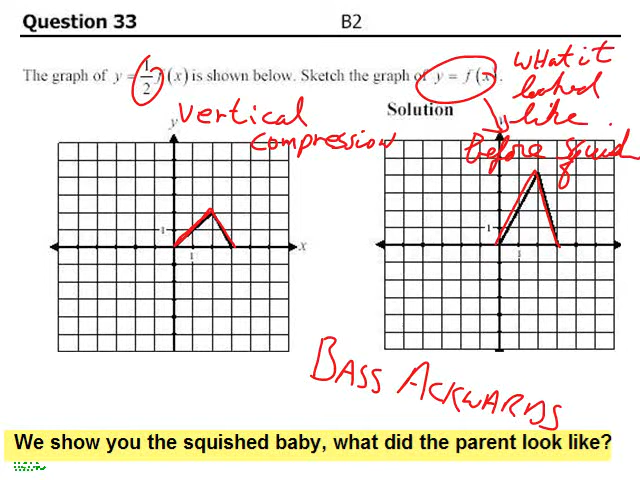 Question 33 B2
The graph of y = 1/2 f(x) is shown below. Sketch the graph of y = f(x).
what it
looked
like
before squish
Solution
vertical
compression
y
y
1
1
x
1
1
BASS ACKWARDS
We show you the squished baby, what did the parent look like?